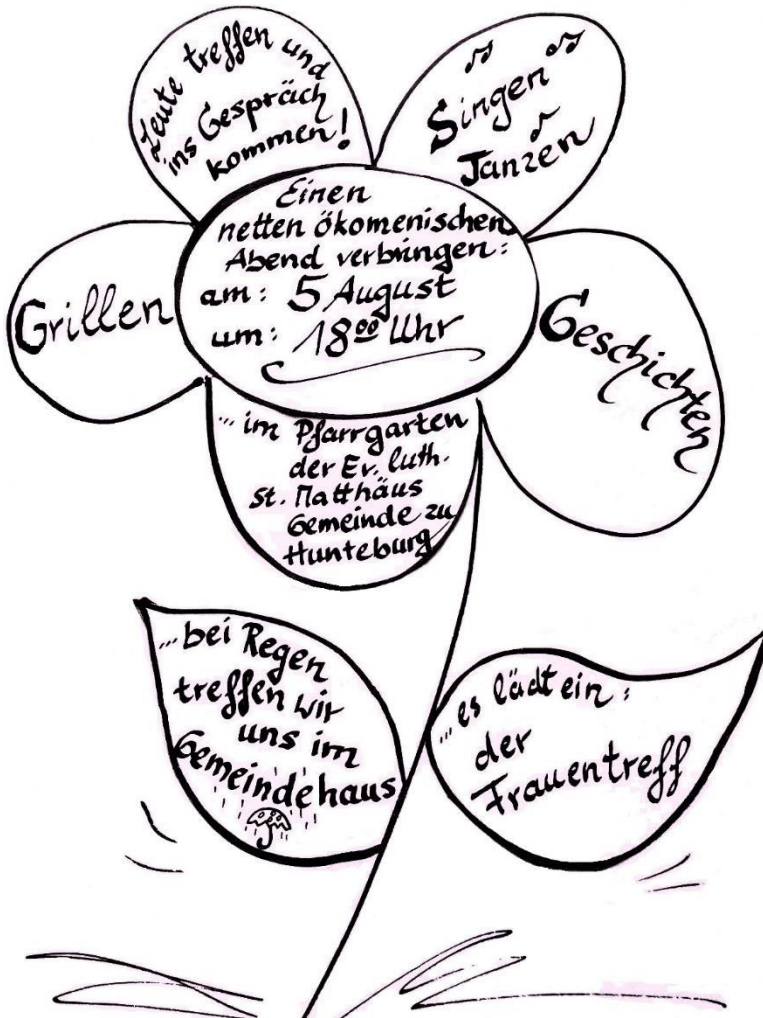 Leute treffen und
ins Gespräch
kommen!
Singen
Tanzen
Einen
netten ökomenischen
Abend verbringen:
am: 5 August
um: 18⁰⁰ Uhr
Grillen
Geschichten
... im Pfarrgarten
der Ev. luth.
St. Matthäus
Gemeinde zu
Hunteburg
... bei Regen
treffen wir
uns im
Gemeindehaus
... es lädt ein:
der
Frauentreff